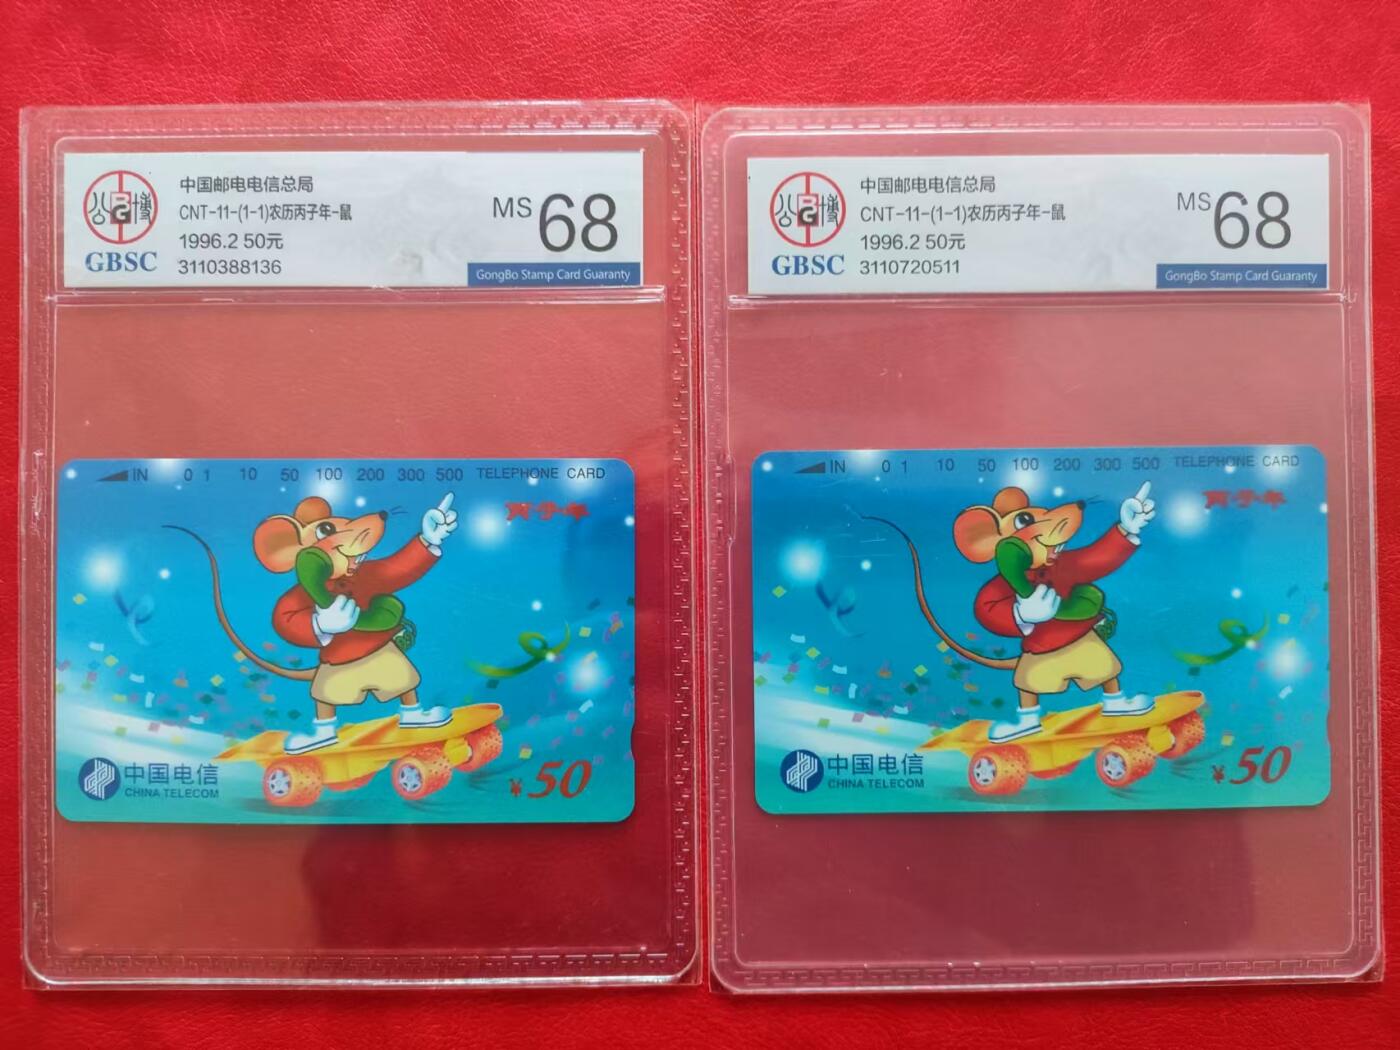 公博
GBSC
中国邮电电信总局
CNT-11-(1-1)农历丙子年-鼠
1996.2 50元
3110388136
MS 68
GongBo Stamp Card Guaranty
IN 0 1 10 50 100 200 300 500 TELEPHONE CARD
丙子年
中国电信
CHINA TELECOM
¥50
公博
GBSC
中国邮电电信总局
CNT-11-(1-1)农历丙子年-鼠
1996.2 50元
3110720511
MS 68
GongBo Stamp Card Guaranty
IN 0 1 10 50 100 200 300 500 TELEPHONE CARD
丙子年
中国电信
CHINA TELECOM
¥50